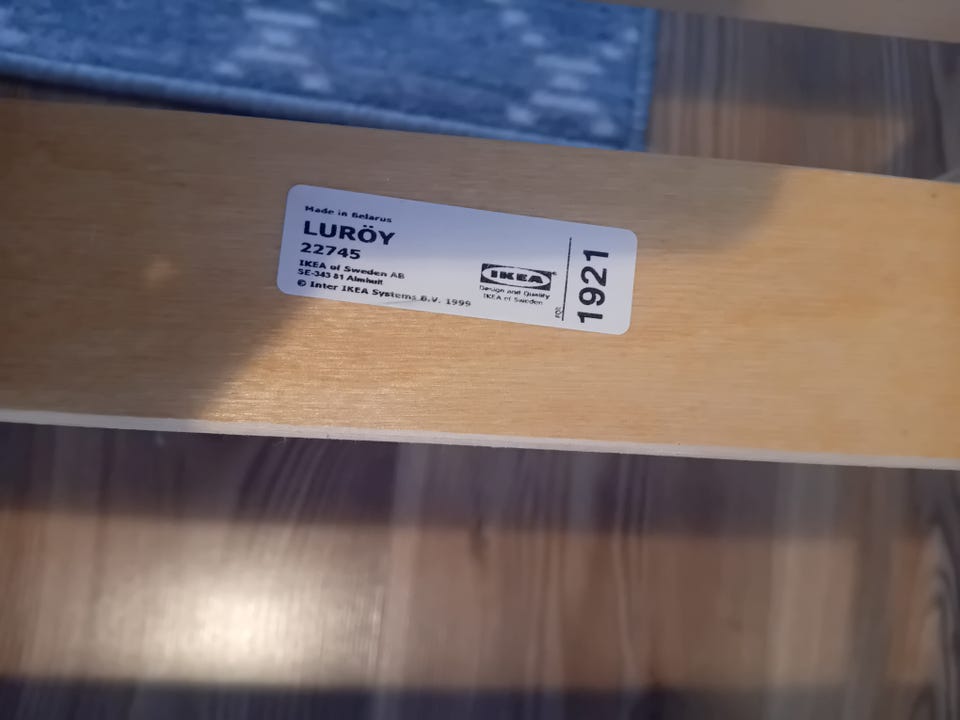 Made in Belarus
LURÖY
22745
IKEA of Sweden AB
SE-343 81 Älmhult
© Inter IKEA Systems B.V. 1999
IKEA
Design and Quality
IKEA of Sweden
1921